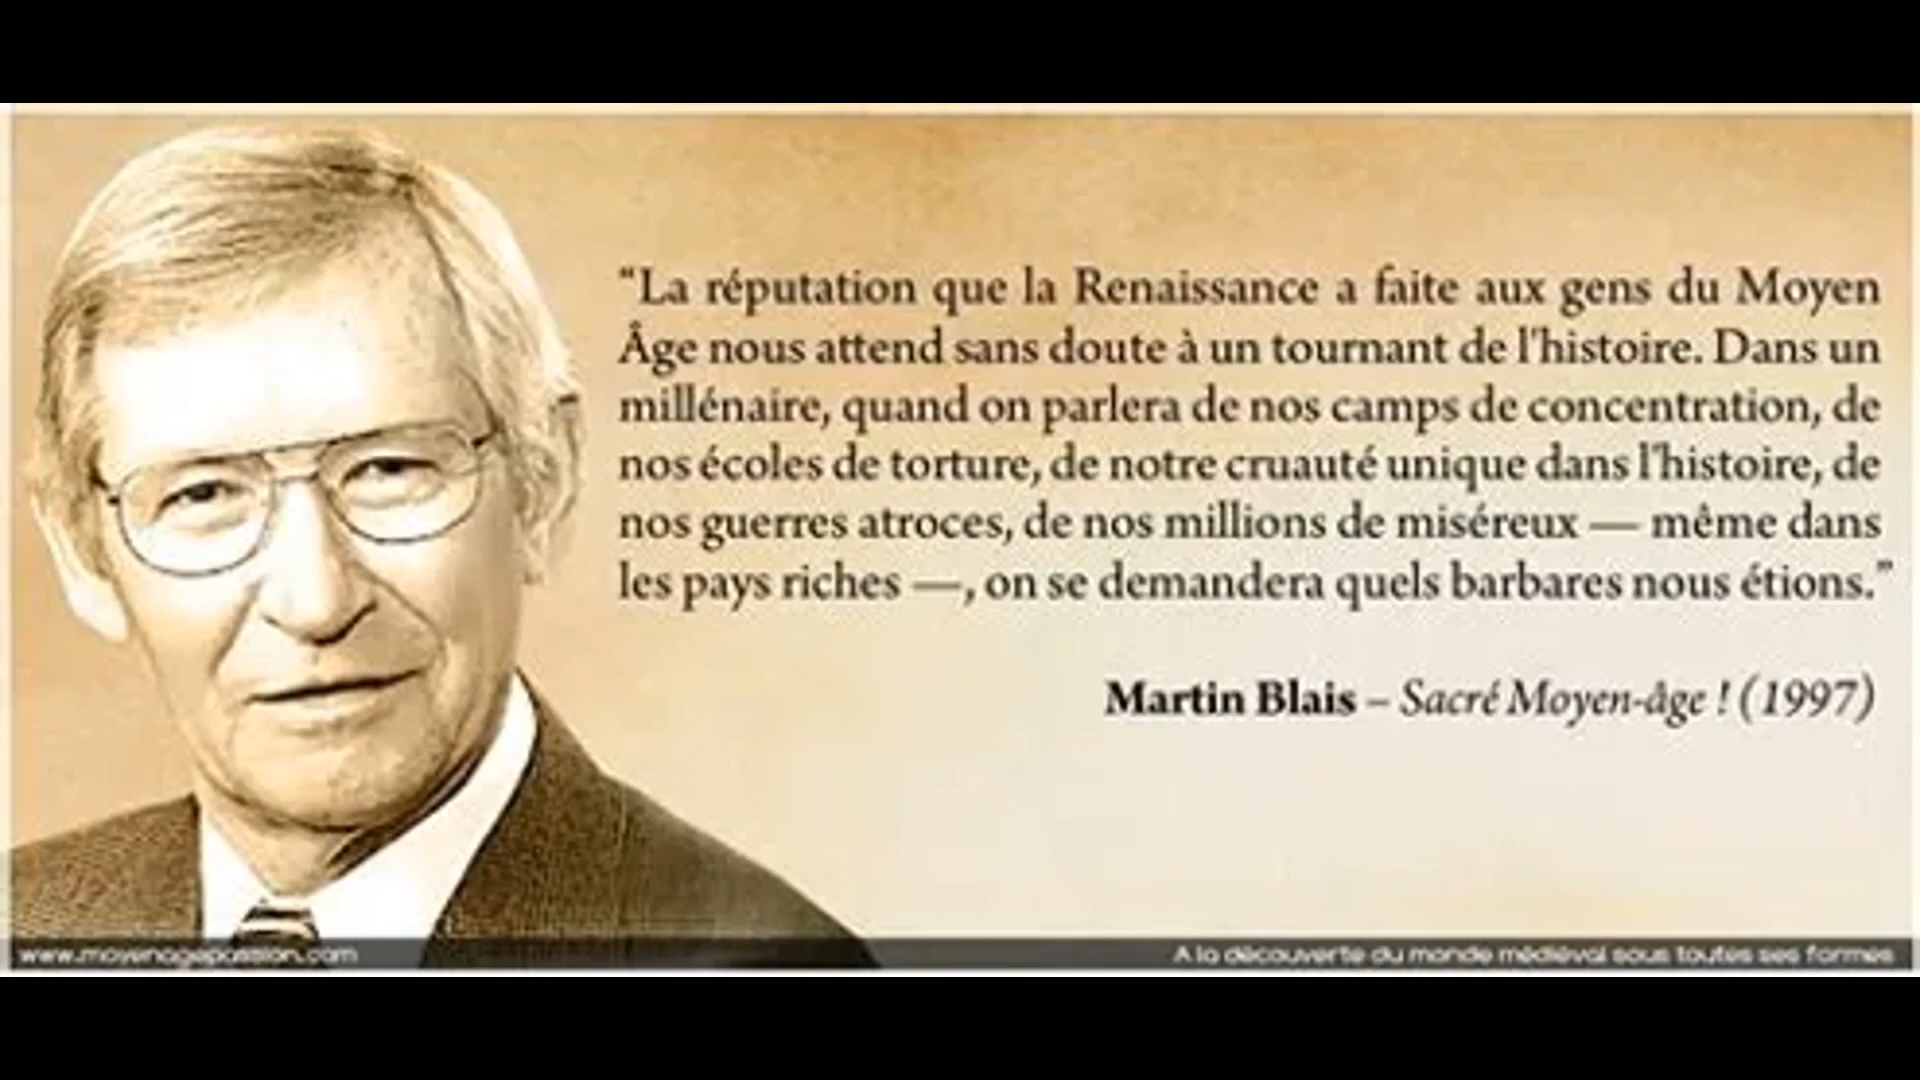 “La réputation que la Renaissance a faite aux gens du Moyen
Âge nous attend sans doute à un tournant de l'histoire. Dans un
millénaire, quand on parlera de nos camps de concentration, de
nos écoles de torture, de notre cruauté unique dans l'histoire, de
nos guerres atroces, de nos millions de miséreux — même dans
les pays riches —, on se demandera quels barbares nous étions.”
Martin Blais – Sacré Moyen-âge ! (1997)
www.moyenagepassion.com
A la découverte du monde médiéval sous toutes ses formes